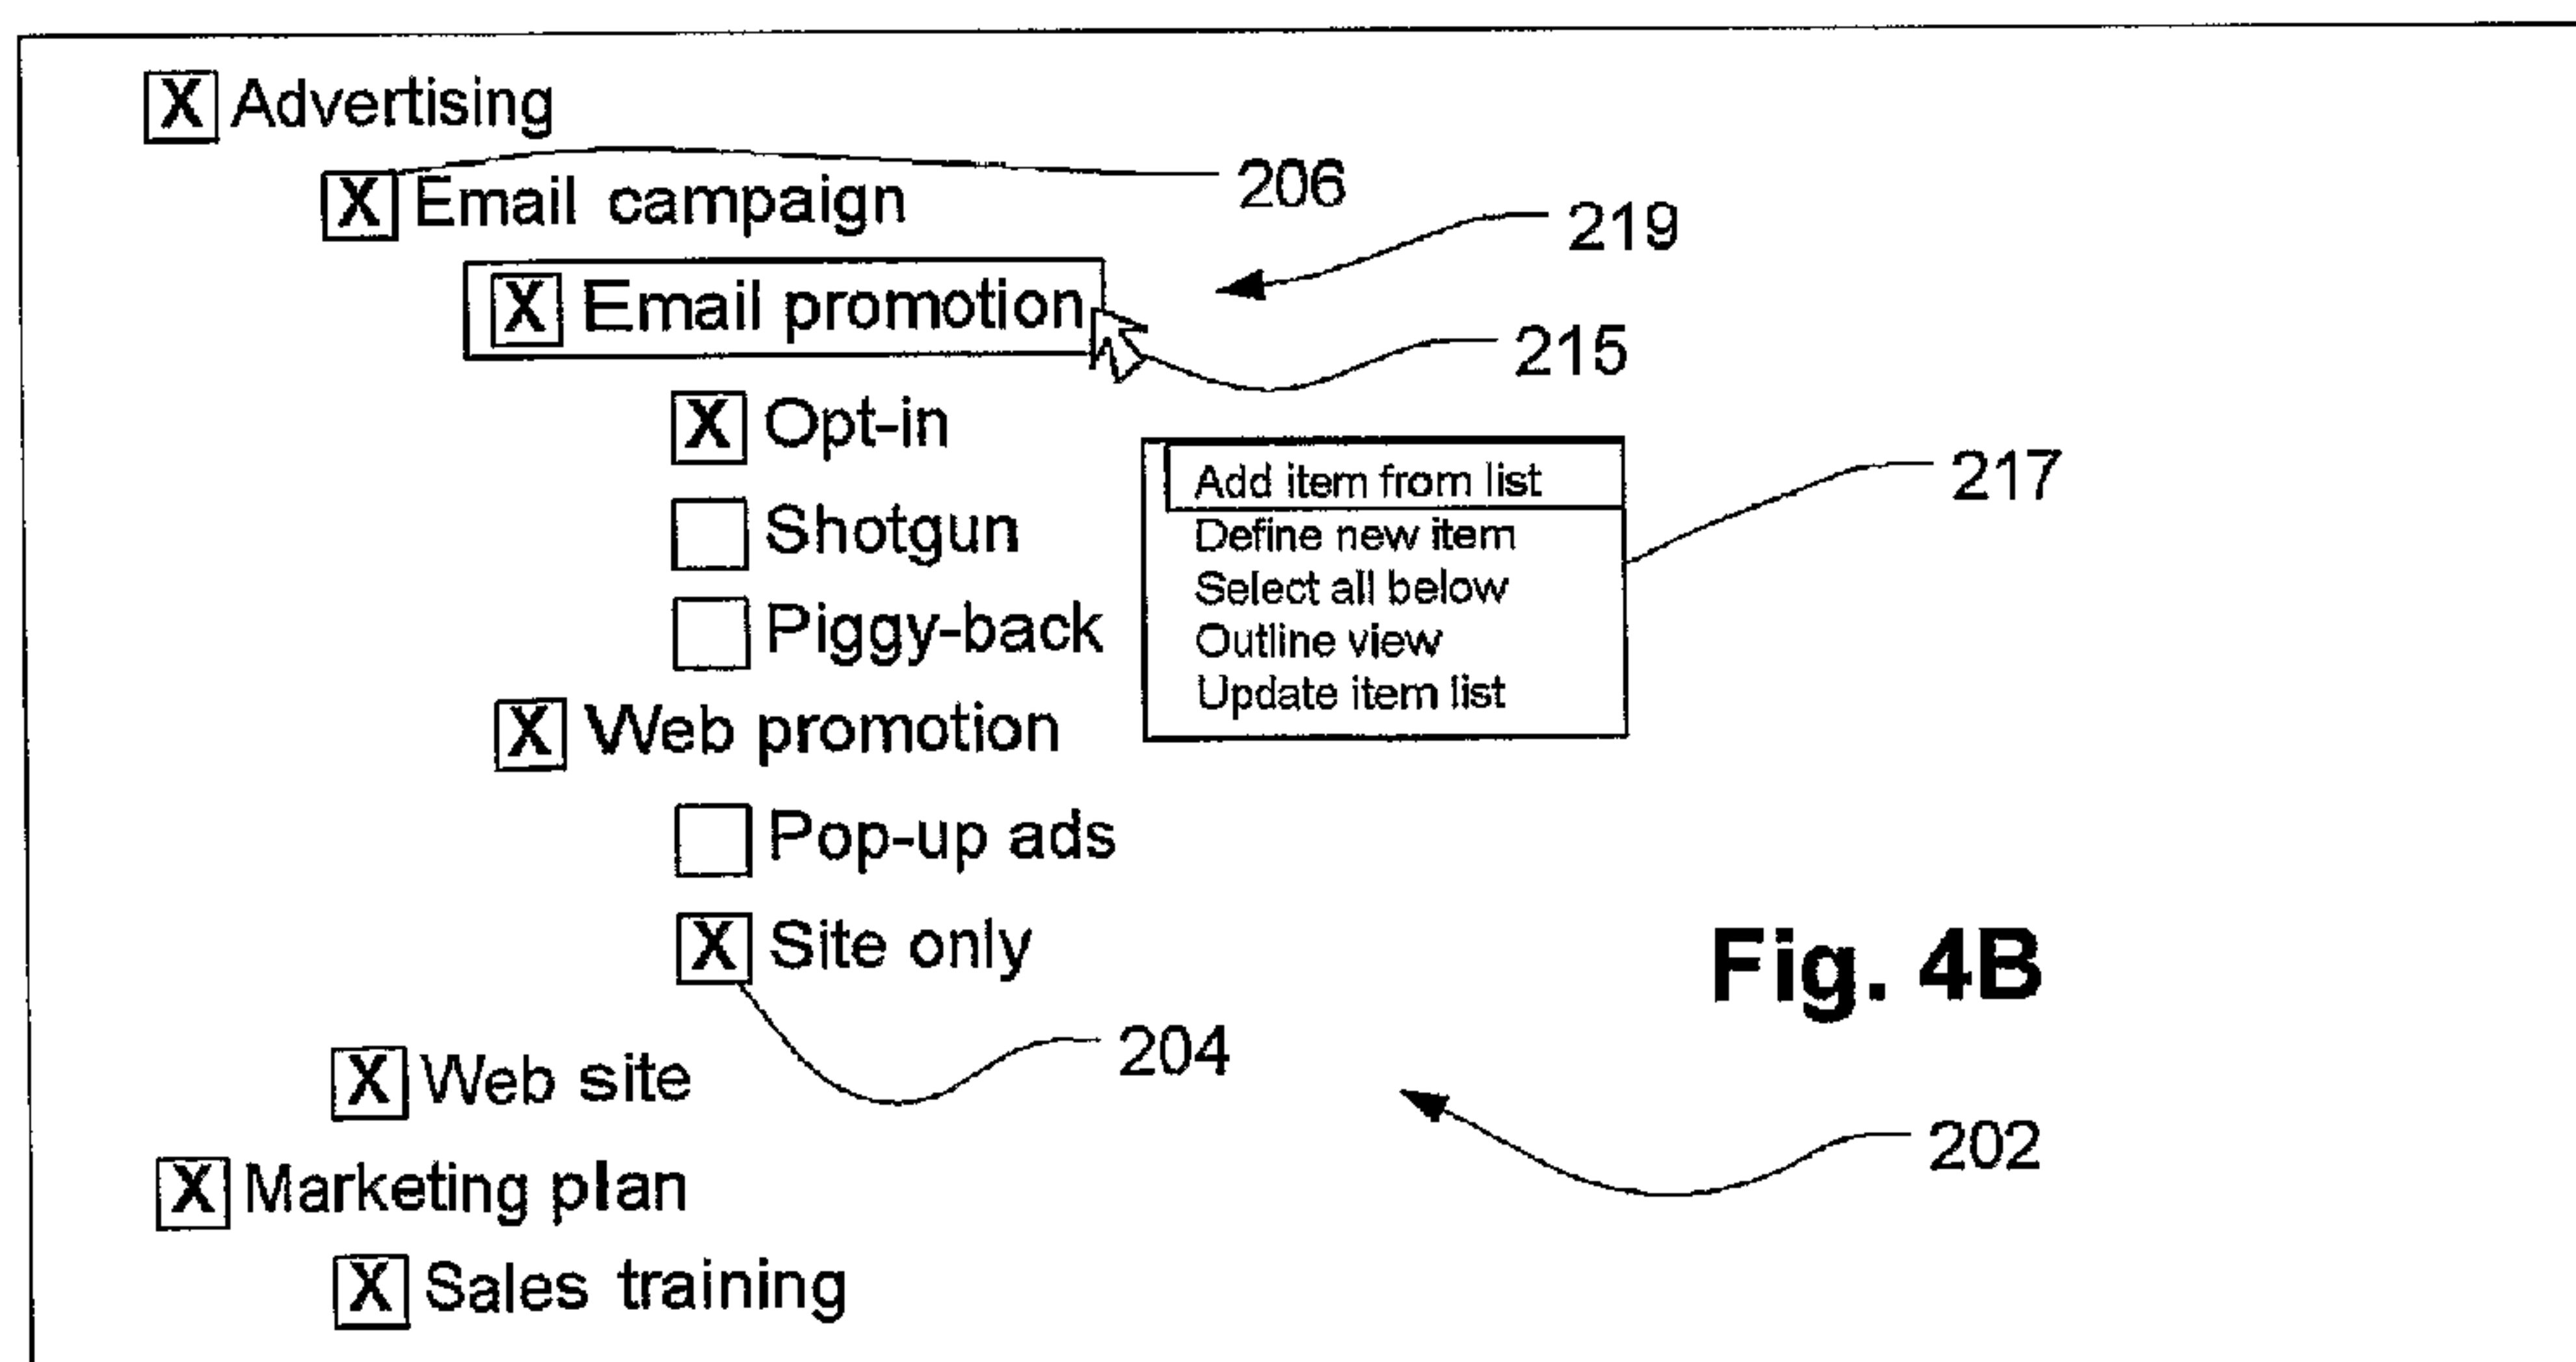 X Advertising
X Email campaign
206
219
X Email promotion
215
X Opt-in
217
Add item from list
Shotgun
Define new item
Select all below
Piggy-back
Outline view
Update item list
X Web promotion
Pop-up ads
X Site only
Fig. 4B
204
X Web site
202
X Marketing plan
X Sales training